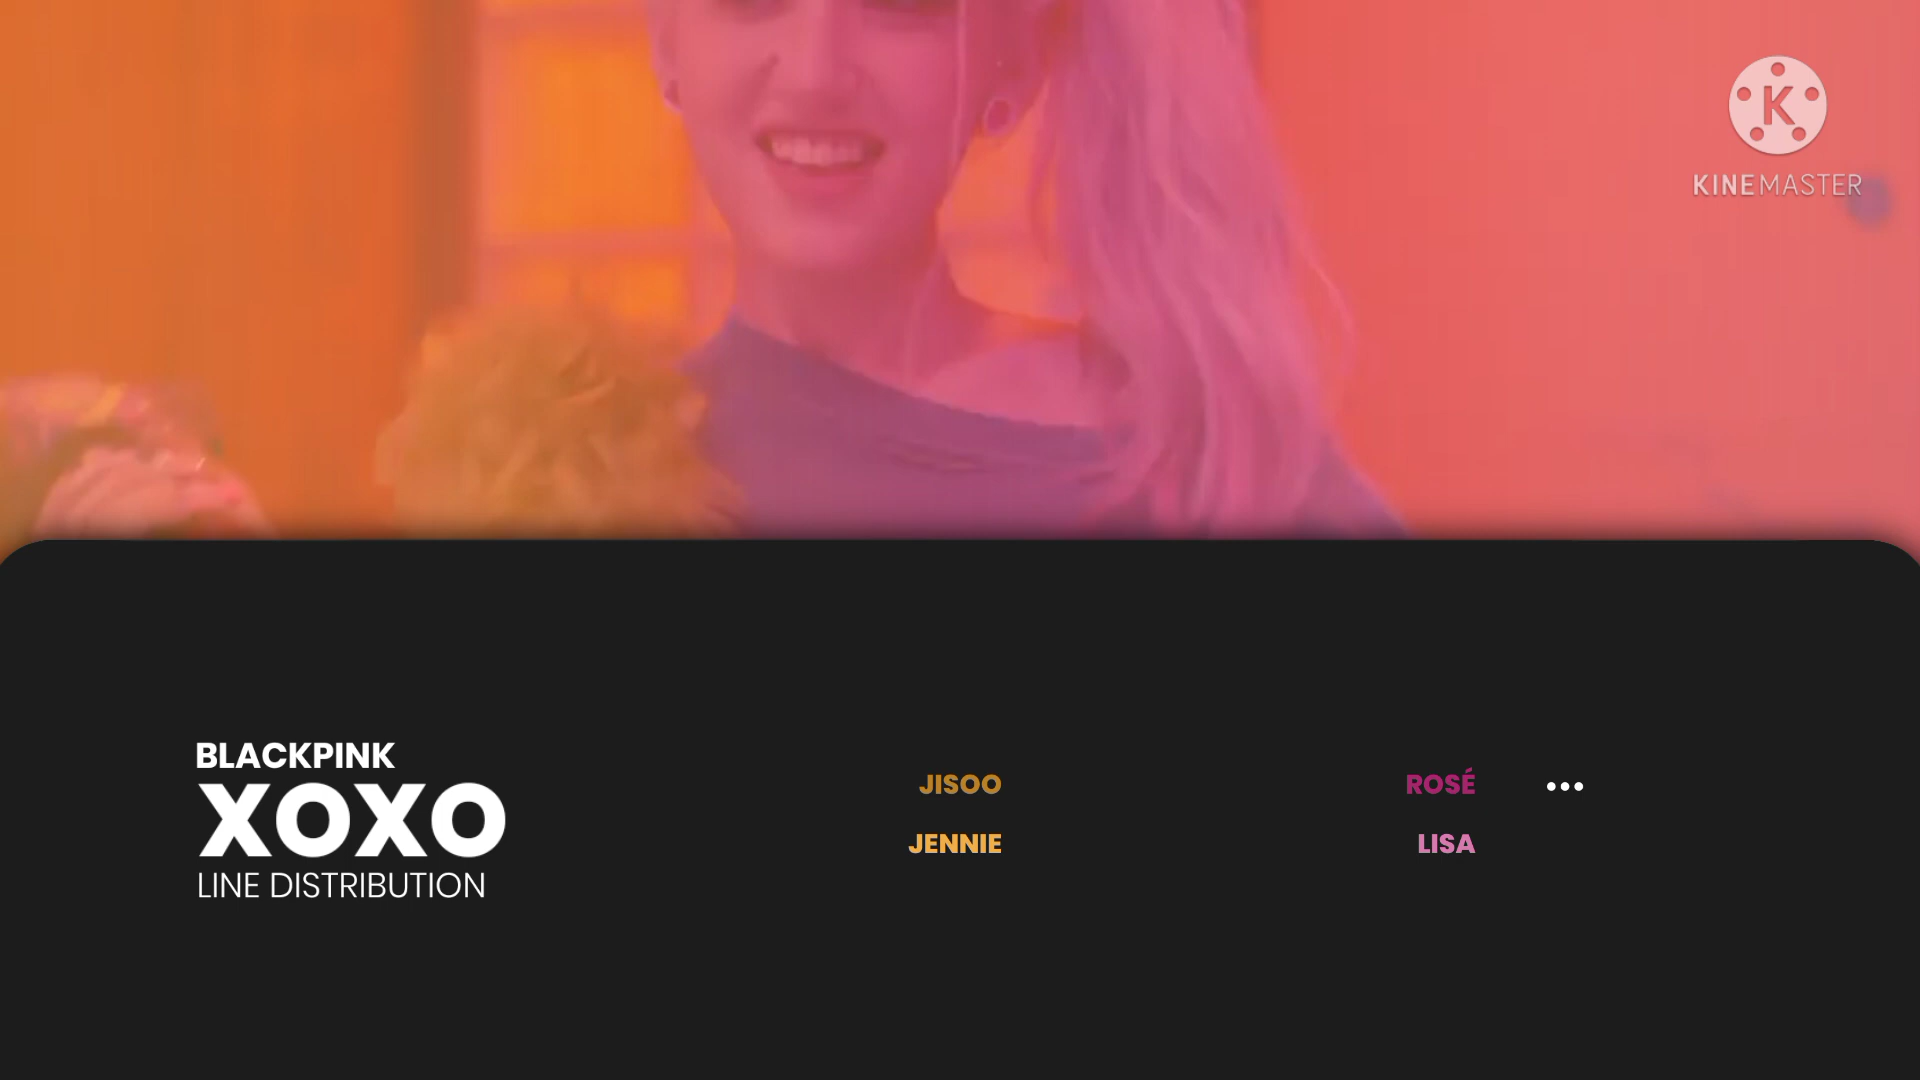 K
KINEMASTER
BLACKPINK
XOXO
LINE DISTRIBUTION
JISOO
JENNIE
ROSÉ
LISA